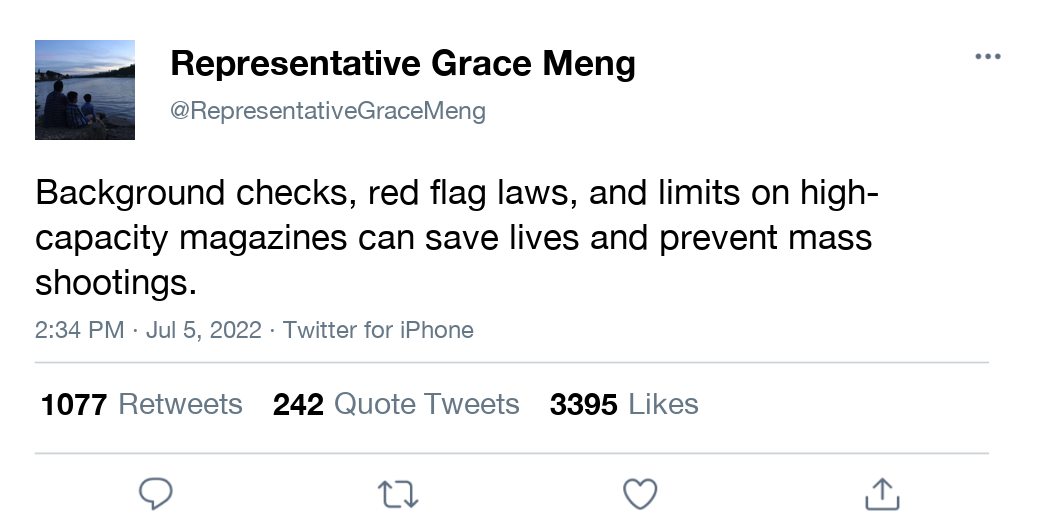 Representative Grace Meng
@RepresentativeGraceMeng
Background checks, red flag laws, and limits on high-
capacity magazines can save lives and prevent mass
shootings.
2:34 PM · Jul 5, 2022 · Twitter for iPhone
1077 Retweets 242 Quote Tweets 3395 Likes